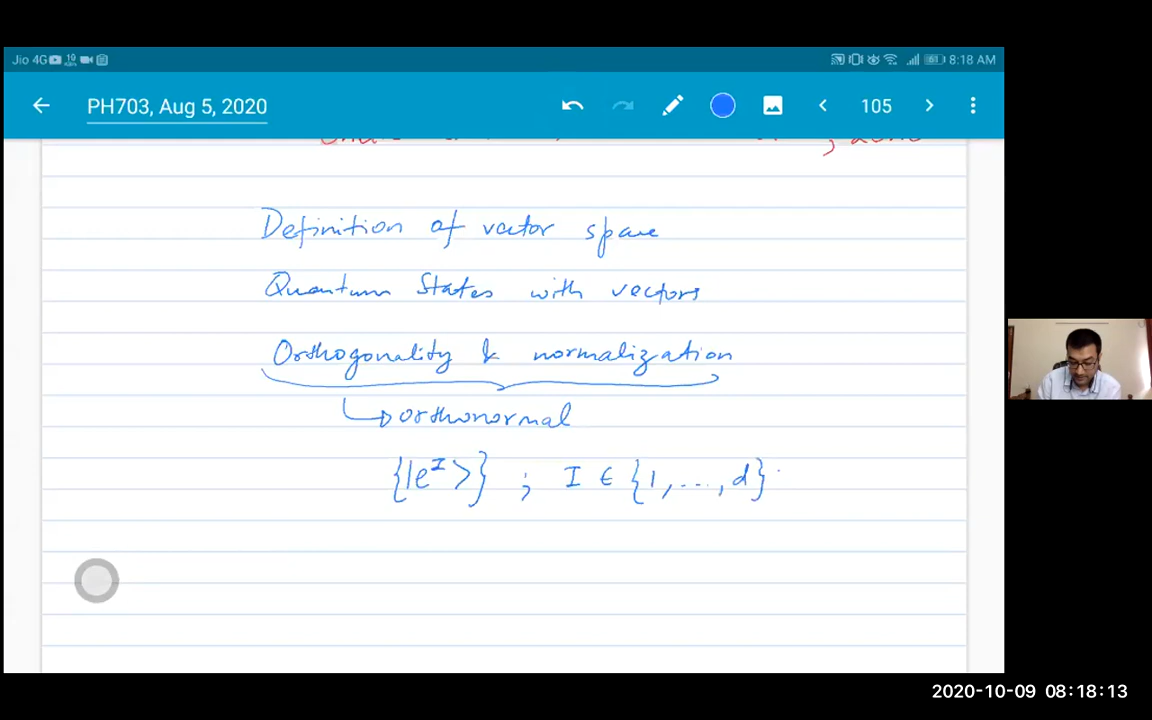 Jio 4G 8:18 AM
PH703, Aug 5, 2020 105
Definition of vector space
Quantum States with vectors
Orthogonality & normalization
↳ orthonormal
{|e^I>} ; I ∈ {1, ..., d}
2020-10-09 08:18:13